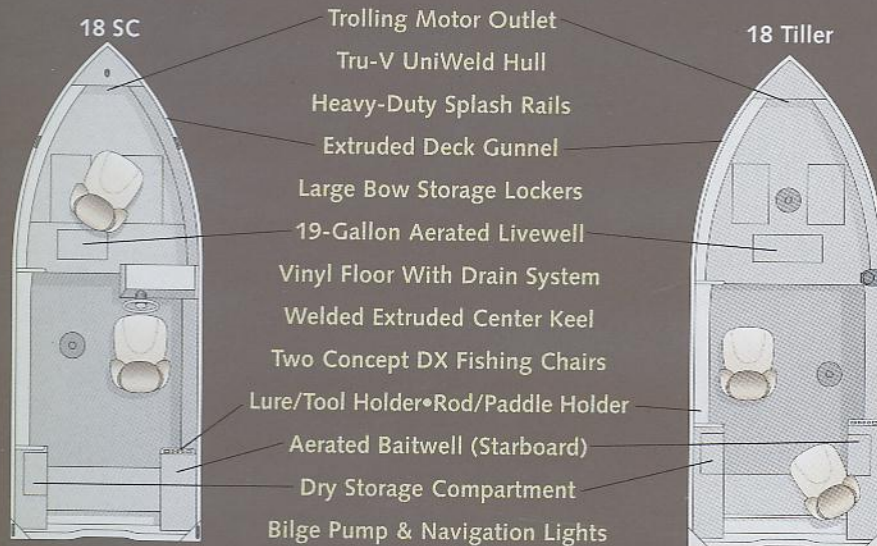 18 SC
18 Tiller
Trolling Motor Outlet
Tru-V UniWeld Hull
Heavy-Duty Splash Rails
Extruded Deck Gunnel
Large Bow Storage Lockers
19-Gallon Aerated Livewell
Vinyl Floor With Drain System
Welded Extruded Center Keel
Two Concept DX Fishing Chairs
Lure/Tool Holder•Rod/Paddle Holder
Aerated Baitwell (Starboard)
Dry Storage Compartment
Bilge Pump & Navigation Lights